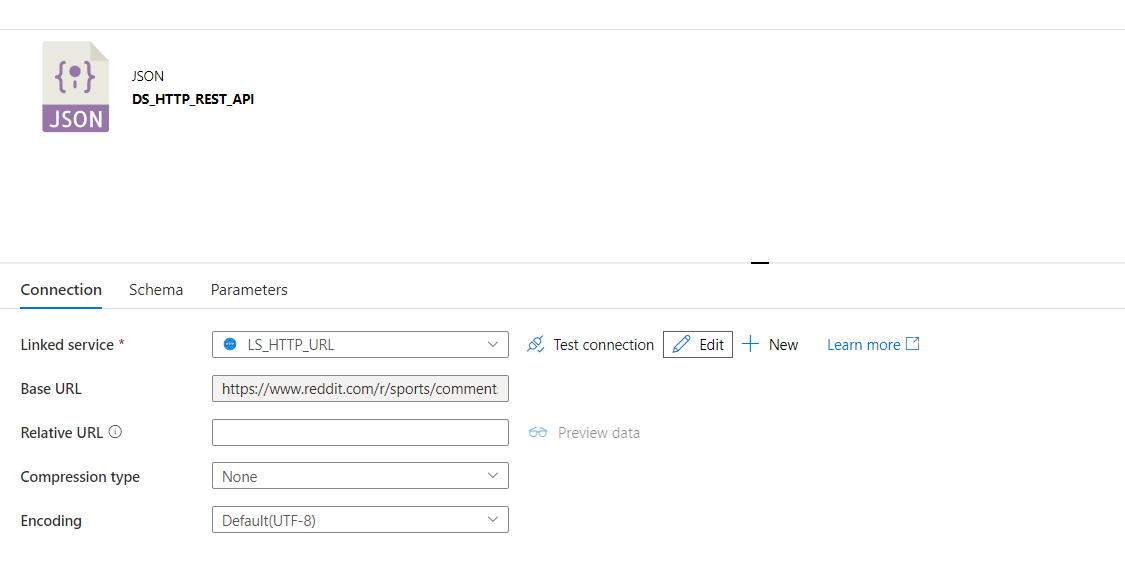 JSON
JSON
DS_HTTP_REST_API
Connection Schema Parameters
Linked service * LS_HTTP_URL Test connection Edit New Learn more
Base URL https://www.reddit.com/r/sports/comment
Relative URL Preview data
Compression type None
Encoding Default(UTF-8)